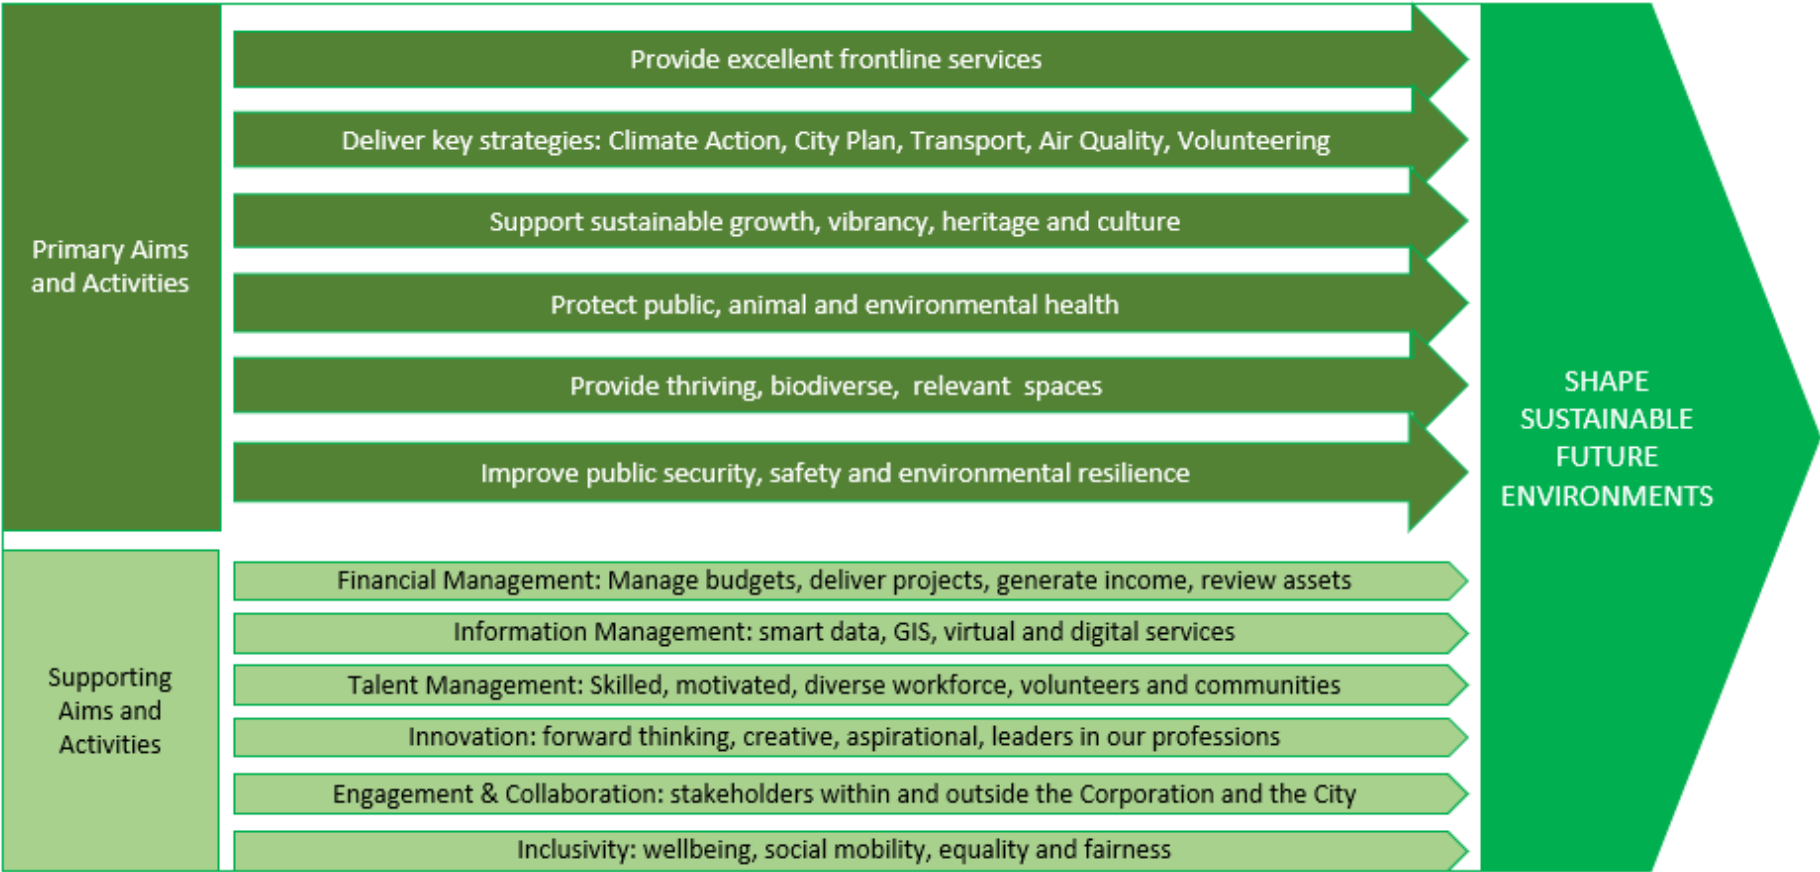 Primary Aims
and Activities
Provide excellent frontline services
Deliver key strategies: Climate Action, City Plan, Transport, Air Quality, Volunteering
Support sustainable growth, vibrancy, heritage and culture
Protect public, animal and environmental health
Provide thriving, biodiverse, relevant spaces
Improve public security, safety and environmental resilience
Supporting
Aims and
Activities
Financial Management: Manage budgets, deliver projects, generate income, review assets
Information Management: smart data, GIS, virtual and digital services
Talent Management: Skilled, motivated, diverse workforce, volunteers and communities
Innovation: forward thinking, creative, aspirational, leaders in our professions
Engagement & Collaboration: stakeholders within and outside the Corporation and the City
Inclusivity: wellbeing, social mobility, equality and fairness
SHAPE
SUSTAINABLE
FUTURE
ENVIRONMENTS